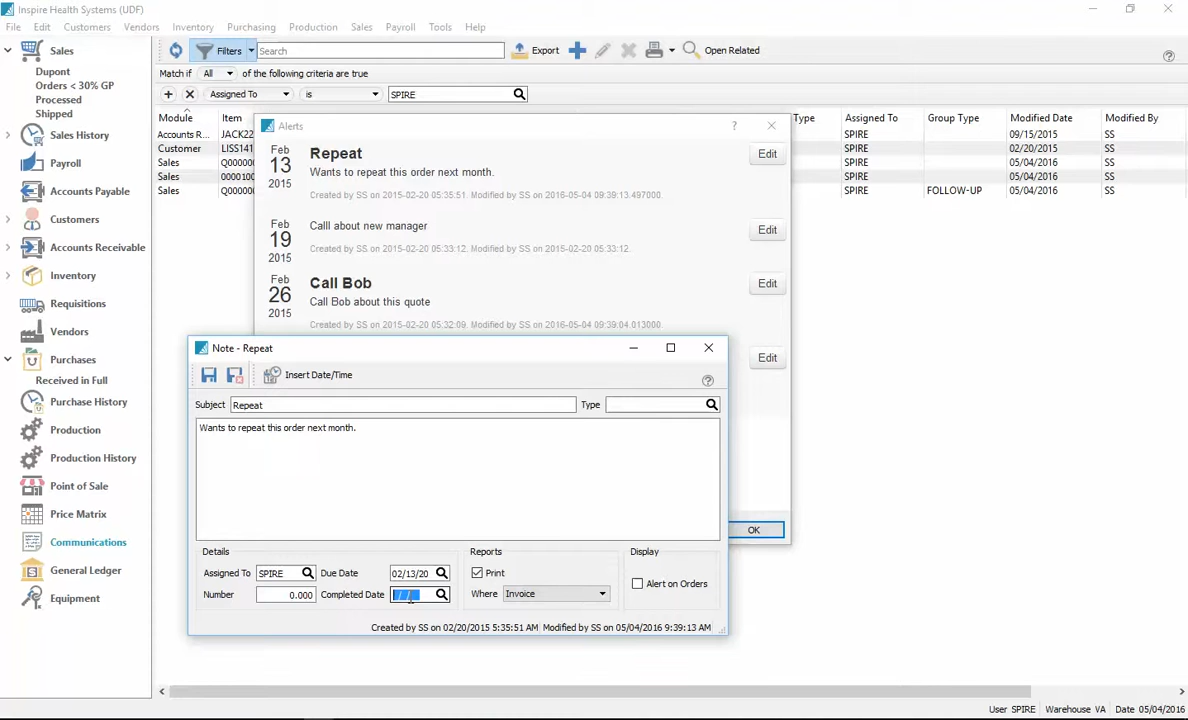 Inspire Health Systems (UDF)
File Edit Customers Vendors Inventory Purchasing Production Sales Payroll Tools Help
Sales
Dupont
Orders < 30% GP
Processed
Shipped
Sales History
Payroll
Accounts Payable
Customers
Accounts Receivable
Inventory
Requisitions
Vendors
Purchases
Received in Full
Purchase History
Production
Production History
Point of Sale
Price Matrix
Communications
General Ledger
Equipment
Filters Search Export Open Related
Match if All of the following criteria are true
Assigned To is SPIRE
Module Item Type Assigned To Group Type Modified Date Modified By
Accounts R... JACK22 SPIRE 09/15/2015 SS
Customer LISS141 SPIRE 02/20/2015 SS
Sales Q000000 SPIRE 05/04/2016 SS
Sales 0000100 SPIRE 05/04/2016 SS
Sales Q000000 SPIRE FOLLOW-UP 05/04/2016 SS
Alerts ?
Feb 13 2015
Repeat Edit
Wants to repeat this order next month.
Created by SS on 2015-02-20 05:35:51. Modified by SS on 2016-05-04 09:39:13.497000
Feb 19 2015
Calll about new manager Edit
Created by SS on 2015-02-20 05:33:12. Modified by SS on 2015-02-20 05:33:12.
Feb 26 2015
Call Bob Edit
Call Bob about this quote
Created by SS on 2015-02-20 05:32:09. Modified by SS on 2016-05-04 09:39:04.013000
Edit
OK
Note - Repeat
Insert Date/Time
Subject Repeat Type
Wants to repeat this order next month.
Details Reports Display
Assigned To SPIRE Due Date 02/13/20 Print Alert on Orders
Number 0.000 Completed Date / / Where Invoice
Created by SS on 02/20/2015 5:35:51 AM Modified by SS on 05/04/2016 9:39:13 AM
User SPIRE Warehouse VA Date 05/04/2016